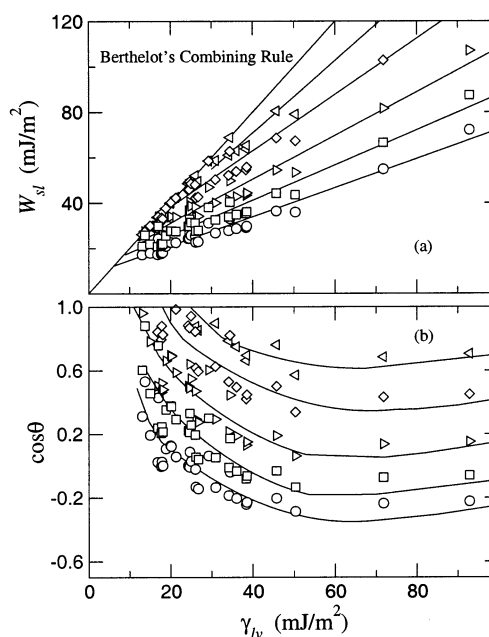 120
80
40
0
W_sl (mJ/m²)
Berthelot's Combining Rule
(a)
1.0
0.6
0.2
-0.2
-0.6
cosθ
(b)
0 20 40 60 80
γ_lv (mJ/m²)